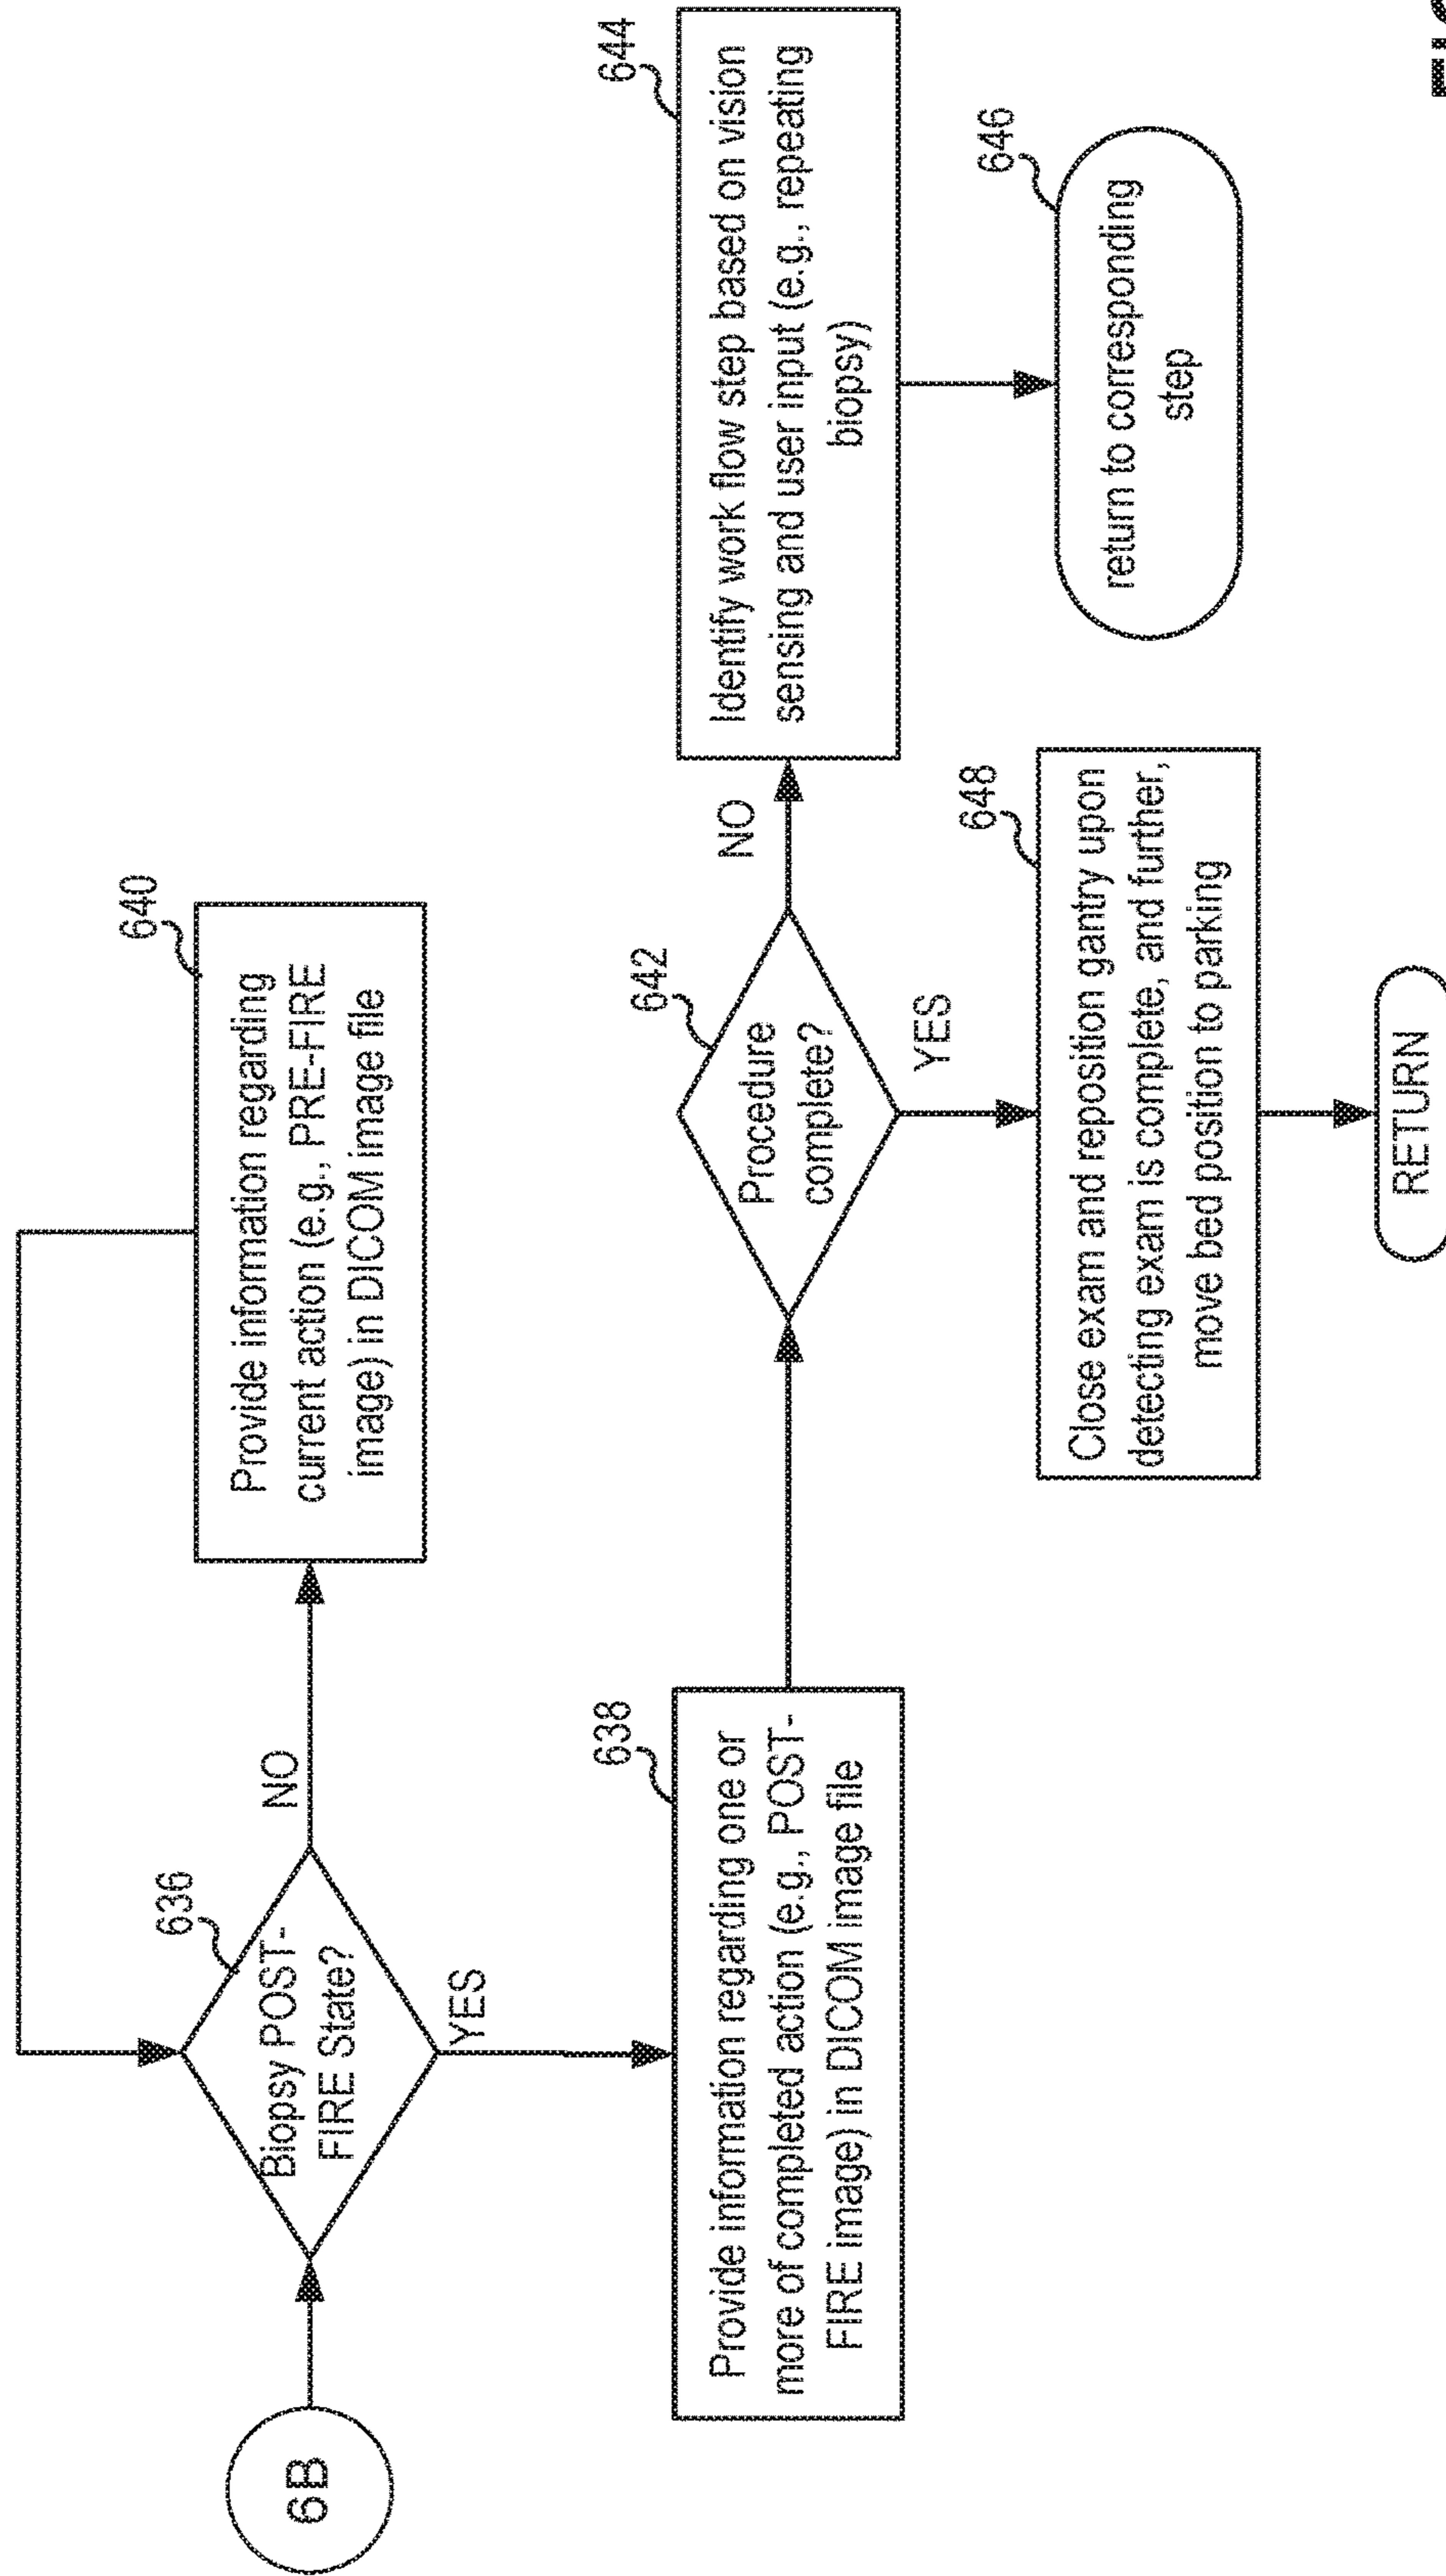 6B
636
Biopsy POST-
FIRE State?
NO
YES
640
Provide information regarding
current action (e.g., PRE-FIRE
image) in DICOM image file
638
Provide information regarding one or
more of completed action (e.g., POST-
FIRE image) in DICOM image file
642
Procedure
complete?
NO
YES
644
Identify work flow step based on vision
sensing and user input (e.g., repeating
biopsy)
646
return to corresponding
step
648
Close exam and reposition gantry upon
detecting exam is complete, and further,
move bed position to parking
RETURN